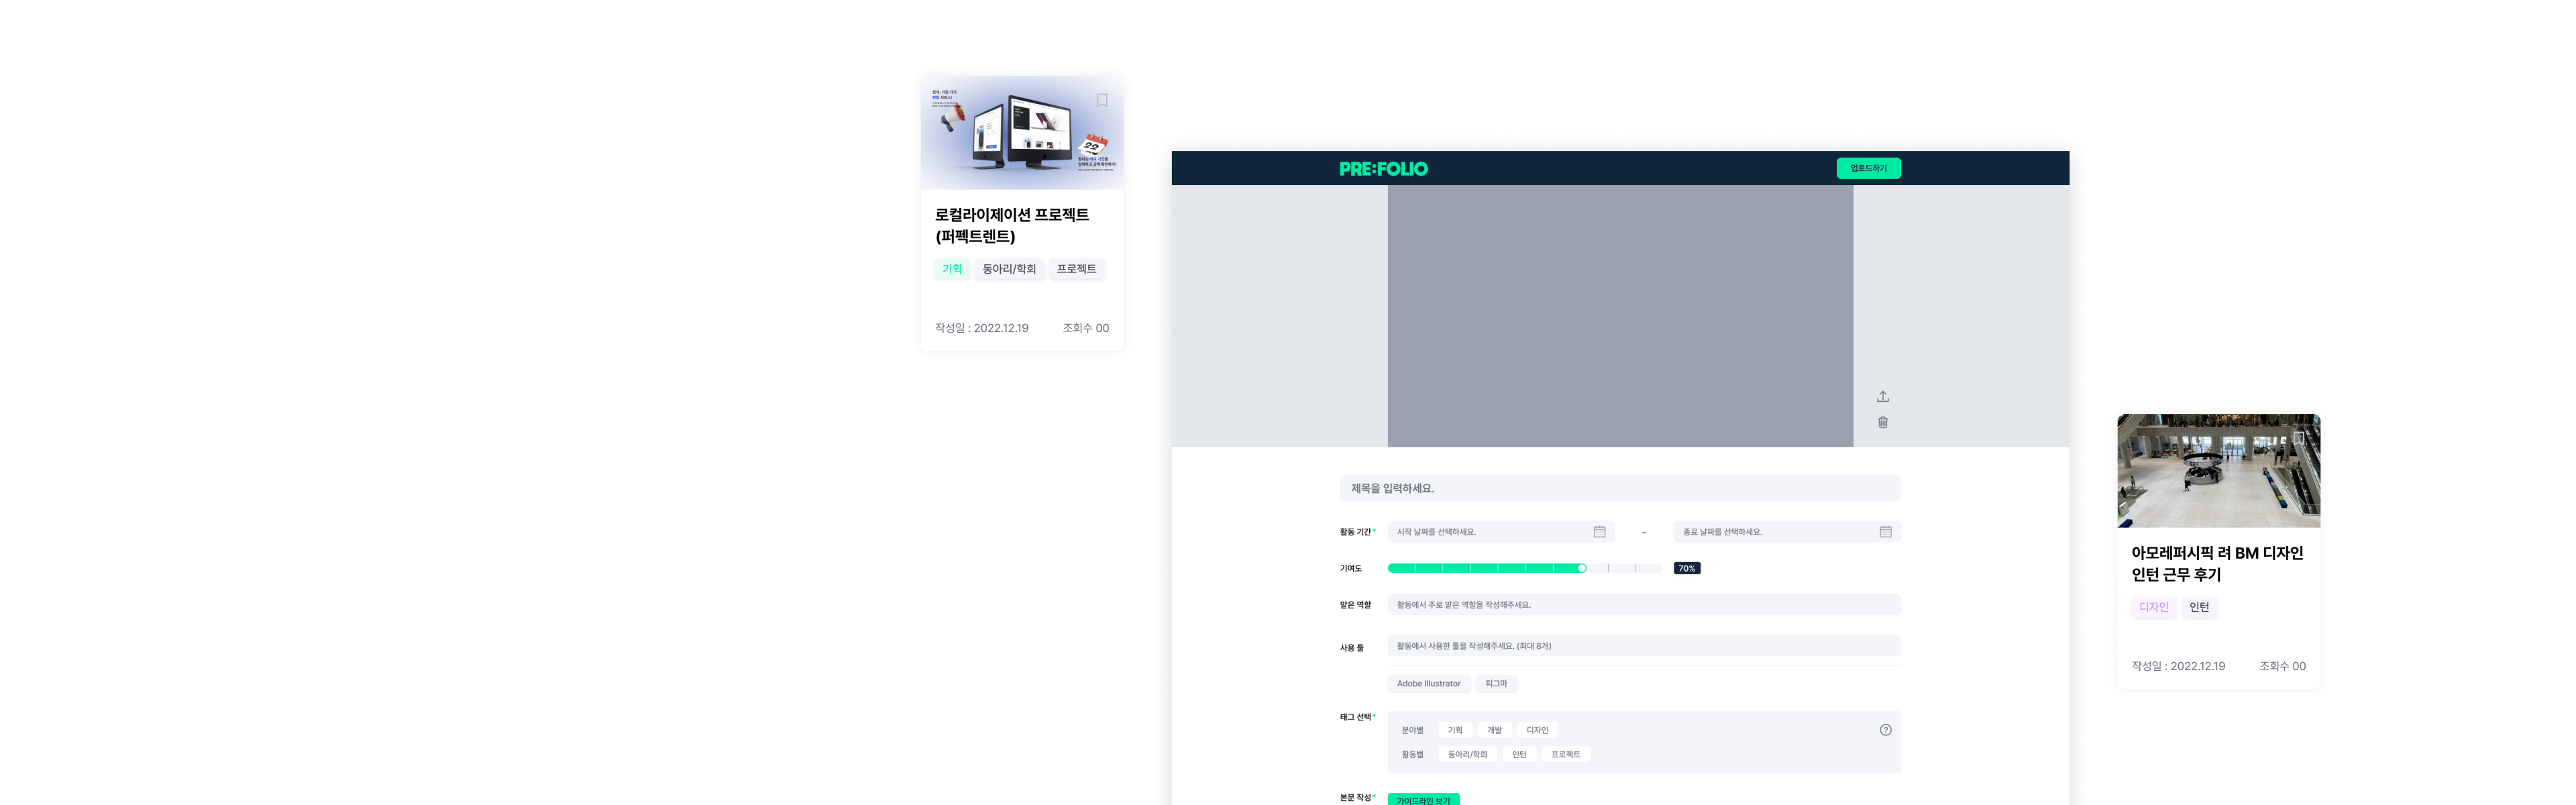 로컬라이제이션 프로젝트
(퍼펙트렌트)
기획 동아리/학회 프로젝트
작성일 : 2022.12.19 조회수 00
PRE:FOLIO 업로드하기
제목을 입력하세요.
활동 기간* 시작 날짜를 선택하세요. ~ 종료 날짜를 선택하세요.
기여도 70%
맡은 역할 활동에서 주로 맡은 역할을 작성해주세요.
사용 툴 활동에서 사용한 툴을 작성해주세요. (최대 8개)
Adobe Illustrator 피그마
태그 선택*
분야별 기획 개발 디자인
활동별 동아리/학회 인턴 프로젝트
본문 작성* 가이드라인 보기
아모레퍼시픽 려 BM 디자인
인턴 근무 후기
디자인 인턴
작성일 : 2022.12.19 조회수 00